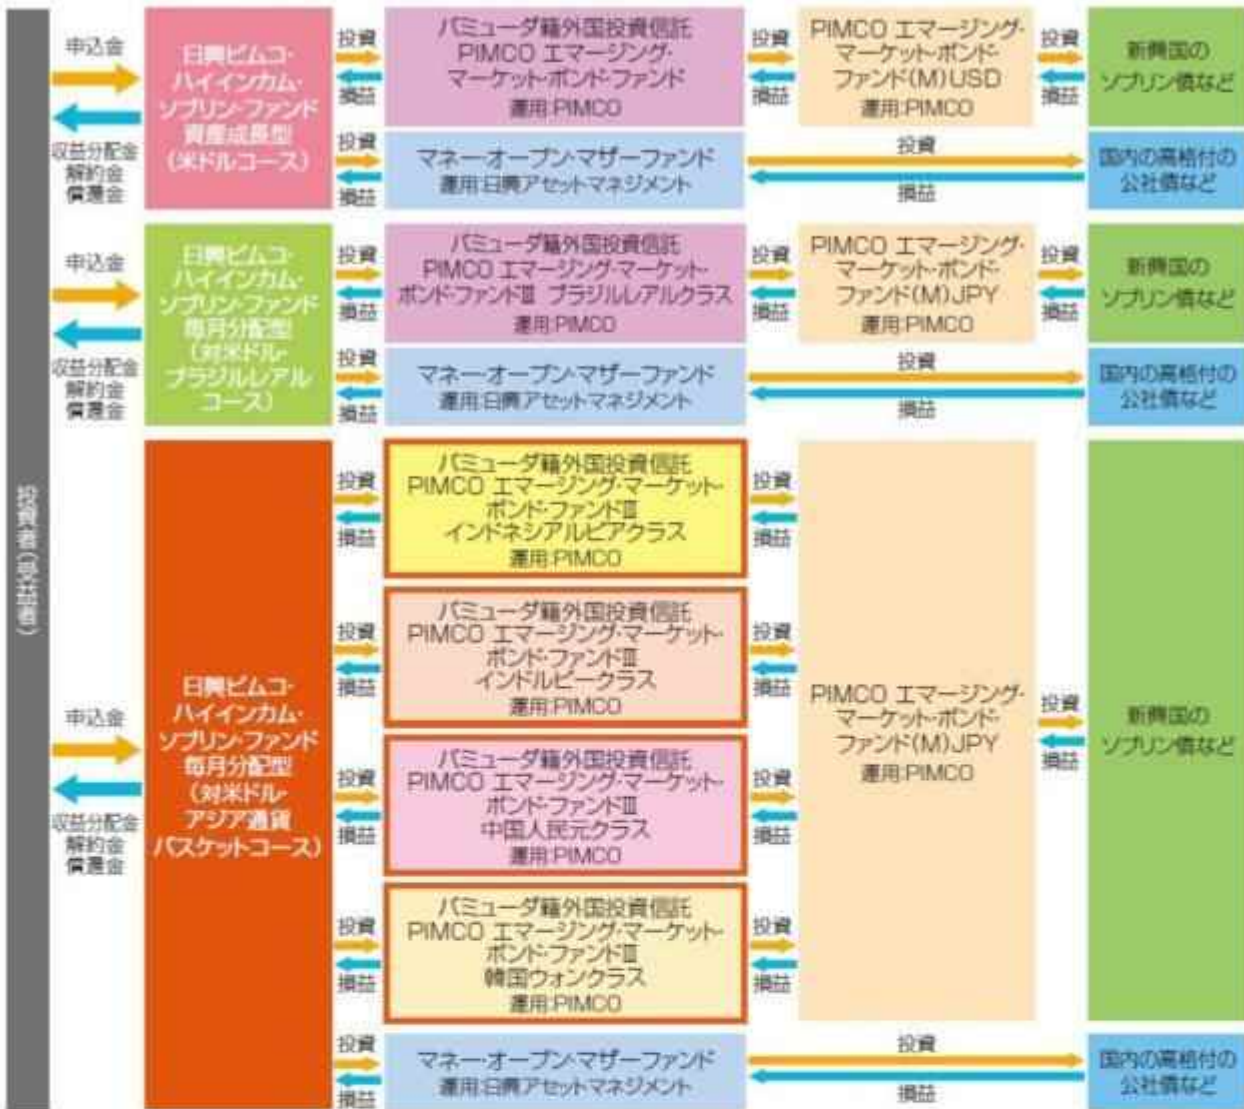 投資者(受益者)
申込金
収益分配金
解約金
償還金
日興ピムコ・
ハイインカム・
ソブリン・ファンド
資産成長型
(米ドルコース)
投資
損益
バミューダ籍外国投資信託
PIMCO エマージング・
マーケット・ボンド・ファンド
運用:PIMCO
投資
損益
PIMCO エマージング・
マーケット・ボンド・
ファンド(M)USD
運用:PIMCO
投資
損益
新興国の
ソブリン債など
投資
損益
マネー・オープン・マザーファンド
運用:日興アセットマネジメント
投資
損益
国内の高格付の
公社債など
申込金
収益分配金
解約金
償還金
日興ピムコ・
ハイインカム・
ソブリン・ファンド
毎月分配型
(対米ドル・
ブラジルレアル
コース)
投資
損益
バミューダ籍外国投資信託
PIMCO エマージング・マーケット・
ボンド・ファンドⅢ ブラジルレアルクラス
運用:PIMCO
投資
損益
PIMCO エマージング・
マーケット・ボンド・
ファンド(M)JPY
運用:PIMCO
投資
損益
新興国の
ソブリン債など
投資
損益
マネー・オープン・マザーファンド
運用:日興アセットマネジメント
投資
損益
国内の高格付の
公社債など
申込金
収益分配金
解約金
償還金
日興ピムコ・
ハイインカム・
ソブリン・ファンド
毎月分配型
(対米ドル・
アジア通貨
バスケットコース)
投資
損益
バミューダ籍外国投資信託
PIMCO エマージング・マーケット・
ボンド・ファンドⅢ
インドネシアルピアクラス
運用:PIMCO
投資
損益
投資
損益
バミューダ籍外国投資信託
PIMCO エマージング・マーケット・
ボンド・ファンドⅢ
インドルピークラス
運用:PIMCO
投資
損益
投資
損益
バミューダ籍外国投資信託
PIMCO エマージング・マーケット・
ボンド・ファンドⅢ
中国人民元クラス
運用:PIMCO
投資
損益
投資
損益
バミューダ籍外国投資信託
PIMCO エマージング・マーケット・
ボンド・ファンドⅢ
韓国ウォンクラス
運用:PIMCO
投資
損益
PIMCO エマージング・
マーケット・ボンド・
ファンド(M)JPY
運用:PIMCO
投資
損益
新興国の
ソブリン債など
投資
損益
マネー・オープン・マザーファンド
運用:日興アセットマネジメント
投資
損益
国内の高格付の
公社債など